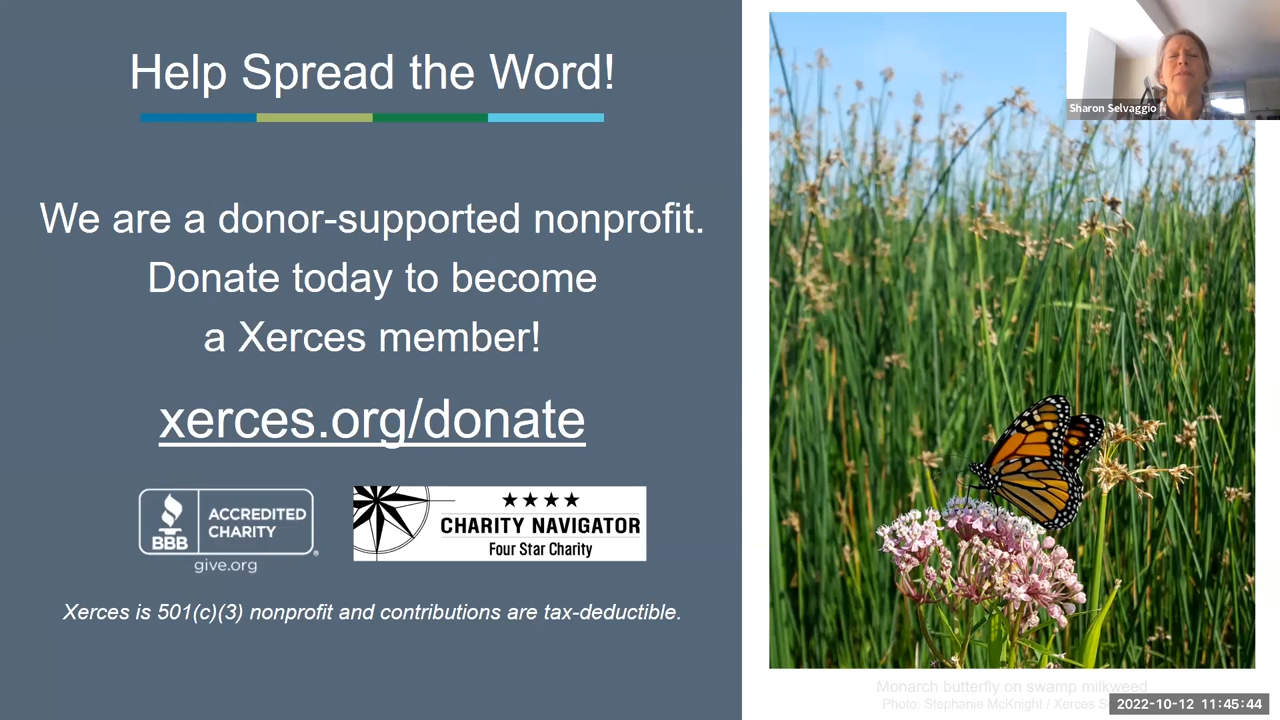 Help Spread the Word!
We are a donor-supported nonprofit.
Donate today to become
a Xerces member!
xerces.org/donate
BBB
ACCREDITED
CHARITY
®
give.org
★★★★
CHARITY NAVIGATOR
Four Star Charity
Xerces is 501(c)(3) nonprofit and contributions are tax-deductible.
Sharon Selvaggio
Monarch butterfly on swamp milkweed
Photo: Stephanie McKnight / Xerces
2022-10-12 11:45:44